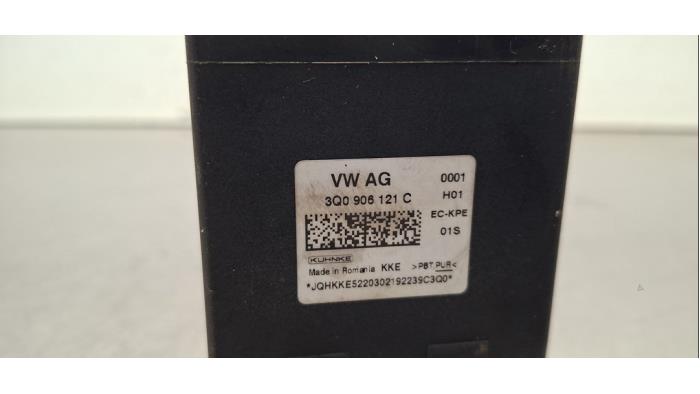 VW AG
0001
3Q0 906 121 C
H01
EC-KPE
01S
KUHNKE
Made in Romania KKE >PBT,PUR<
*JQHKKE5220302192239C3Q0*